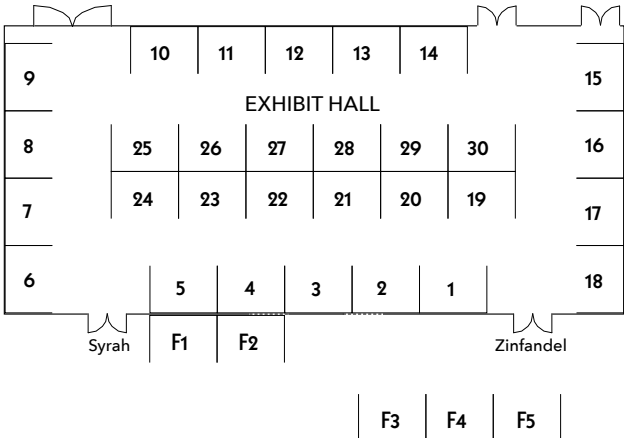 10 11 12 13 14
9 15
EXHIBIT HALL
8 25 26 27 28 29 30 16
7 24 23 22 21 20 19 17
6 5 4 3 2 1 18
Syrah F1 F2 Zinfandel
F3 F4 F5